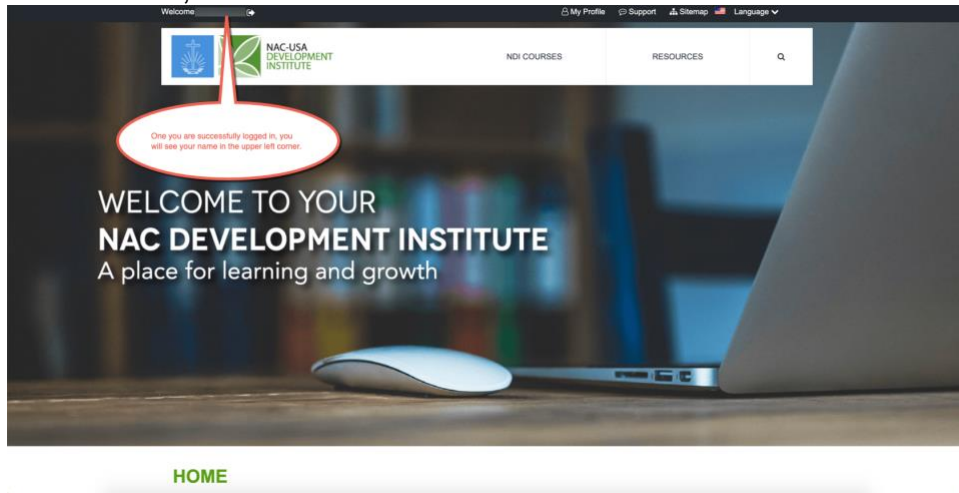 Welcome
My Profile Support Sitemap Language
NAC-USA
DEVELOPMENT
INSTITUTE
NDI COURSES RESOURCES
One you are successfully logged in, you
will see your name in the upper left corner.
WELCOME TO YOUR
NAC DEVELOPMENT INSTITUTE
A place for learning and growth
HOME